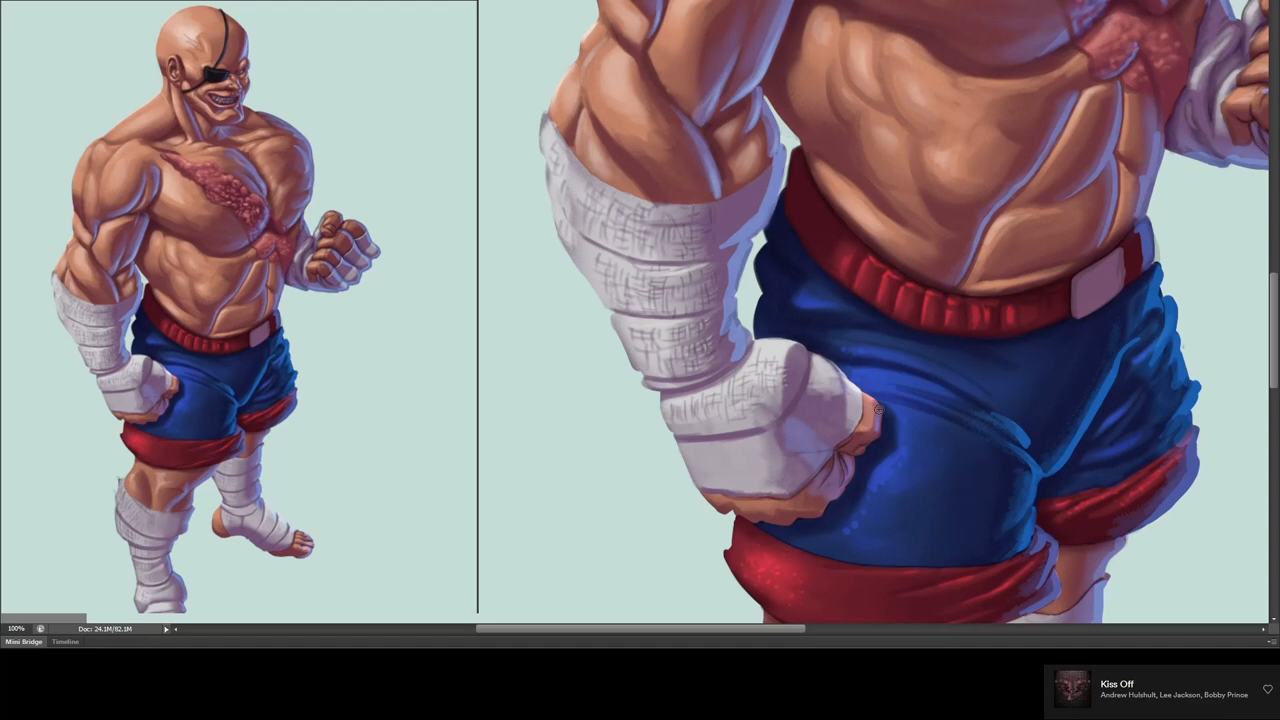 100%
Doc: 24.1M/82.1M
Mini Bridge
Timeline
Kiss Off
Andrew Hulshult, Lee Jackson, Bobby Prince